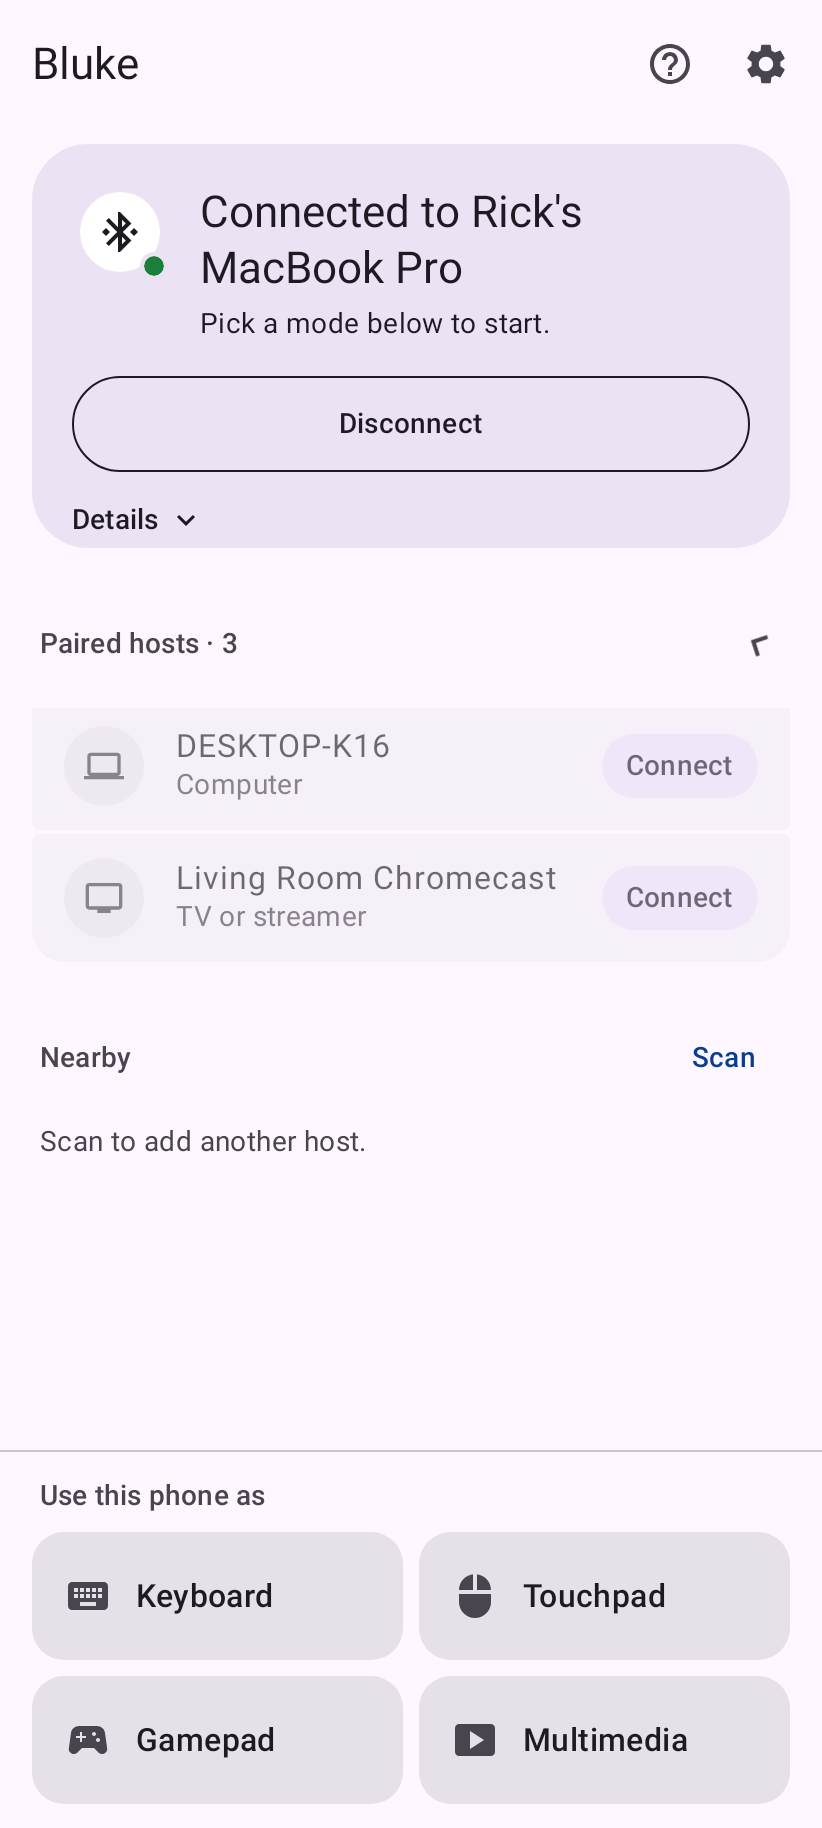 Bluke
Connected to Rick's
MacBook Pro
Pick a mode below to start.
Disconnect
Details
Paired hosts · 3
DESKTOP-K16
Computer
Connect
Living Room Chromecast
TV or streamer
Connect
Nearby
Scan
Scan to add another host.
Use this phone as
Keyboard
Touchpad
Gamepad
Multimedia